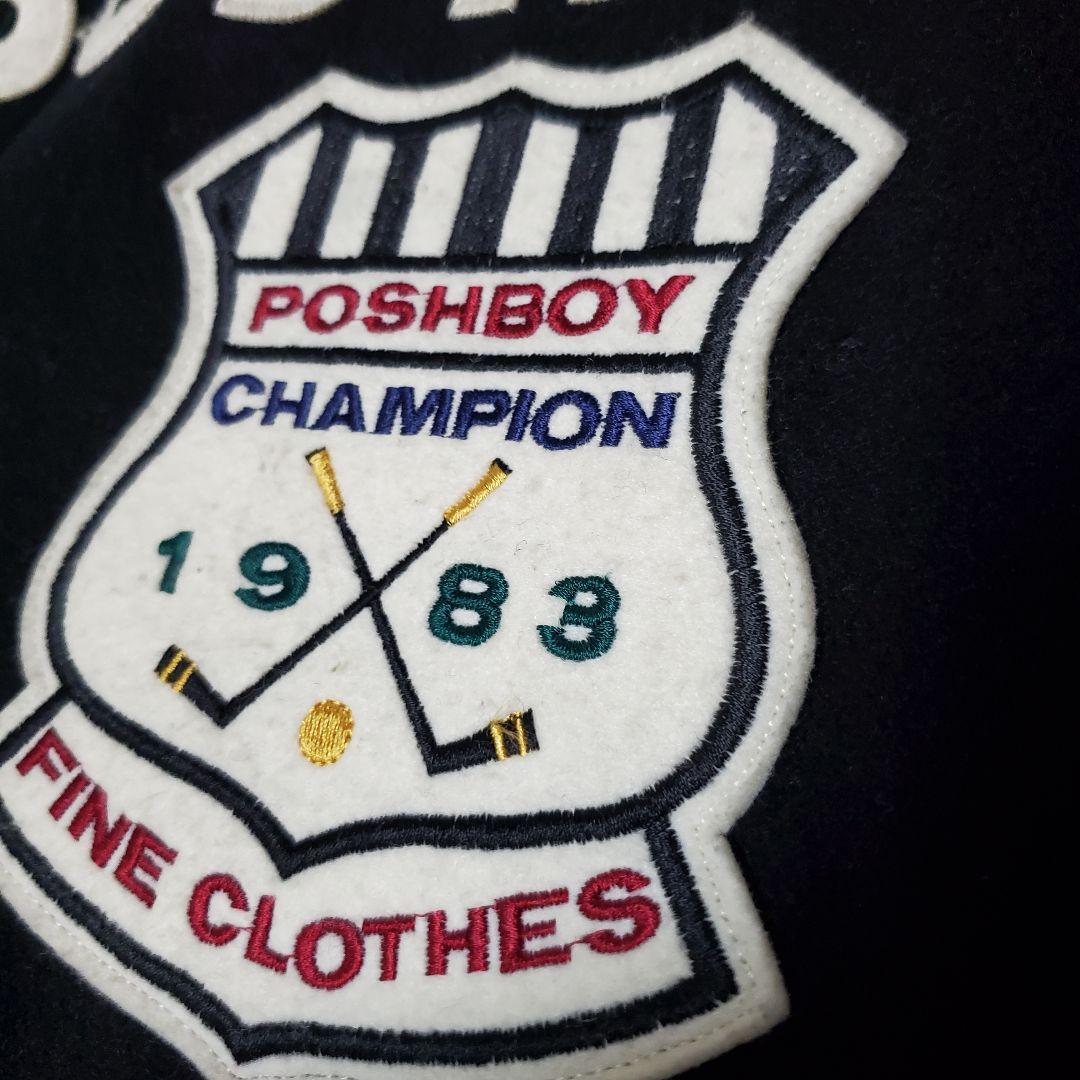 POSHBOY
CHAMPION
1983
FINE CLOTHES